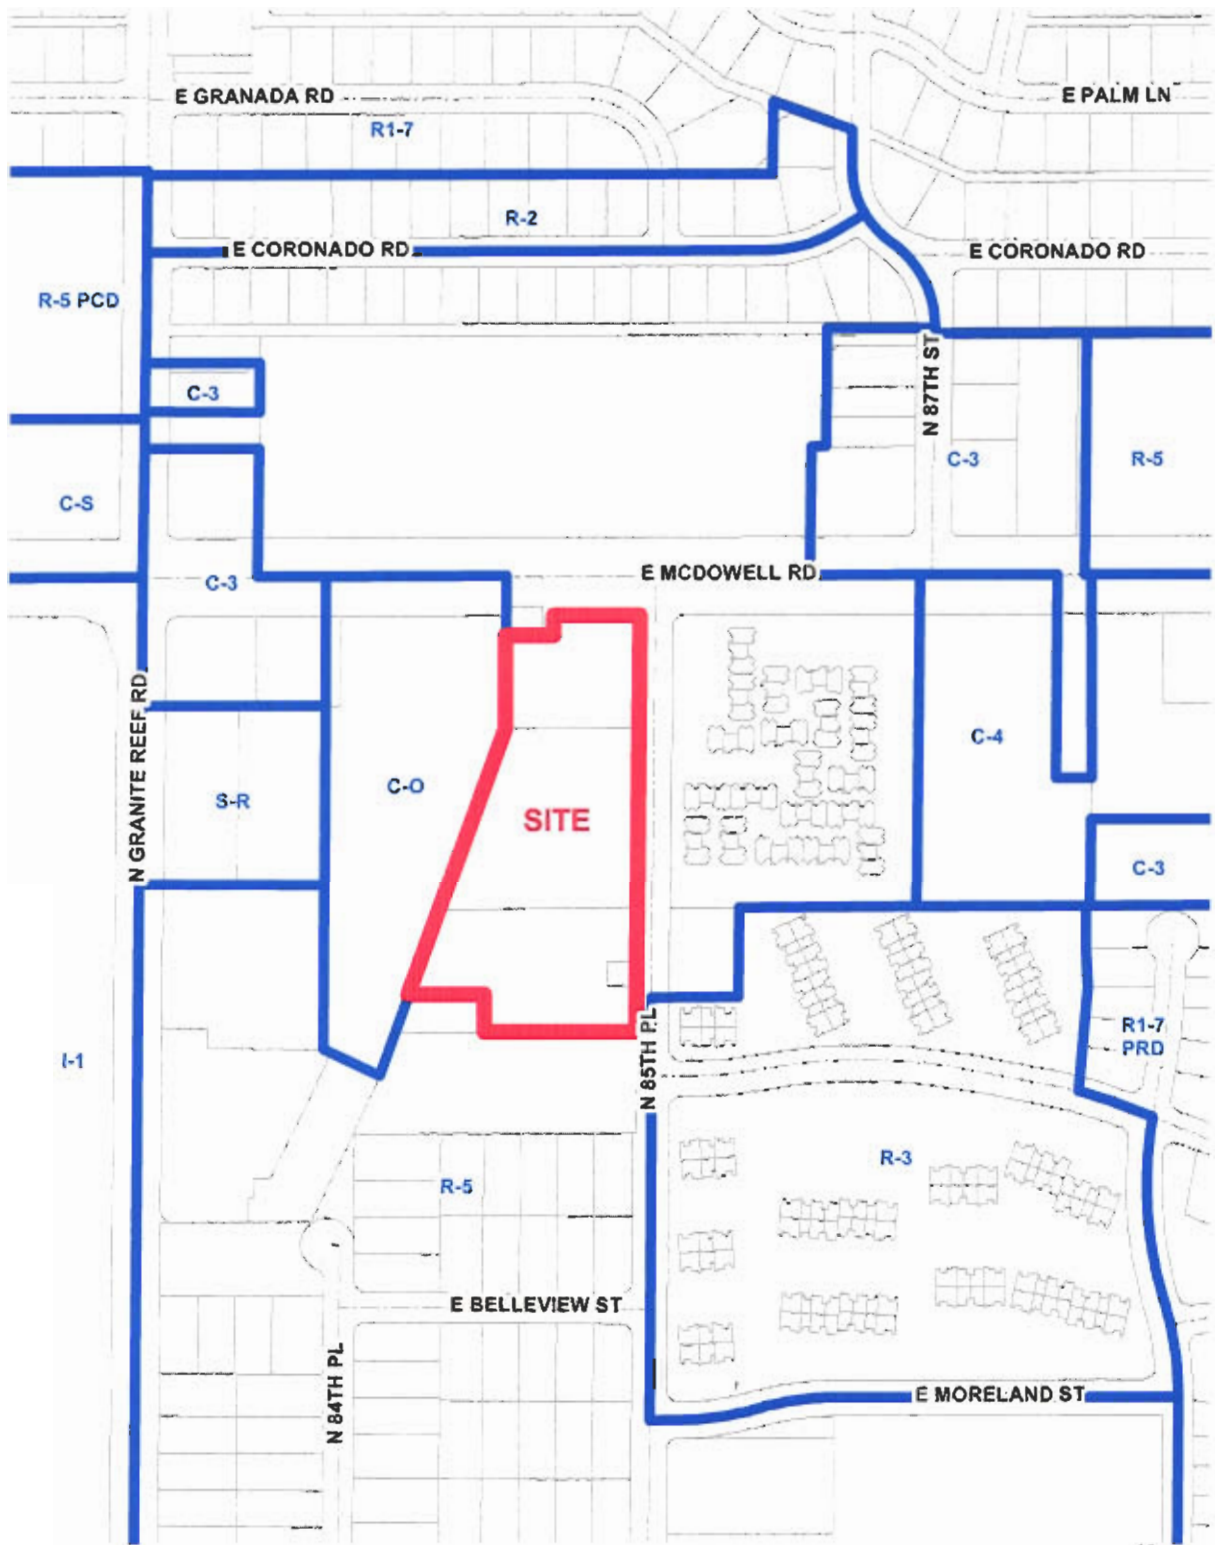 E GRANADA RD
E PALM LN
R1-7
R-2
E CORONADO RD
E CORONADO RD
R-5 PCD
N 87TH ST
C-3
C-3
R-5
C-S
E MCDOWELL RD
C-3
N GRANITE REEF RD
C-4
C-O
S-R
SITE
C-3
R1-7
PRD
I-1
N 85TH PL
R-3
R-5
E BELLEVIEW ST
N 84TH PL
E MORELAND ST